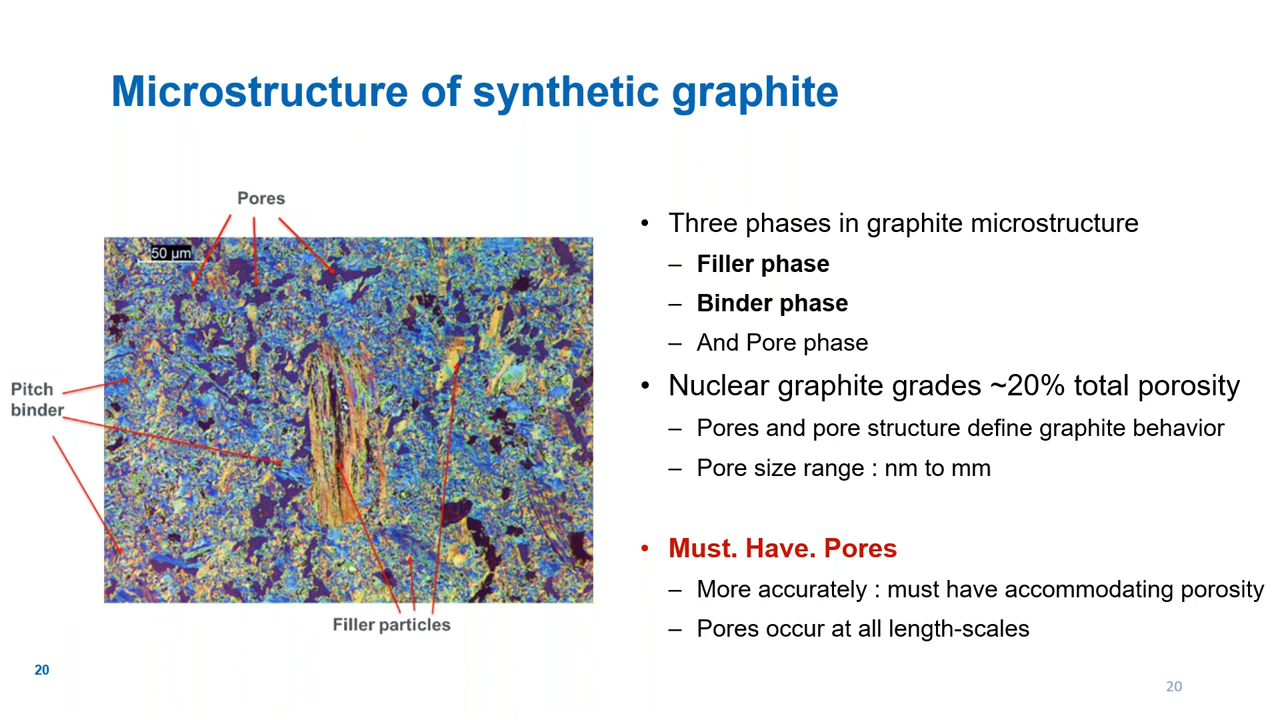 Microstructure of synthetic graphite
Pores
50 µm
Pitch
binder
Filler particles
• Three phases in graphite microstructure
– Filler phase
– Binder phase
– And Pore phase
• Nuclear graphite grades ~20% total porosity
– Pores and pore structure define graphite behavior
– Pore size range : nm to mm
• Must. Have. Pores
– More accurately : must have accommodating porosity
– Pores occur at all length-scales
20
20